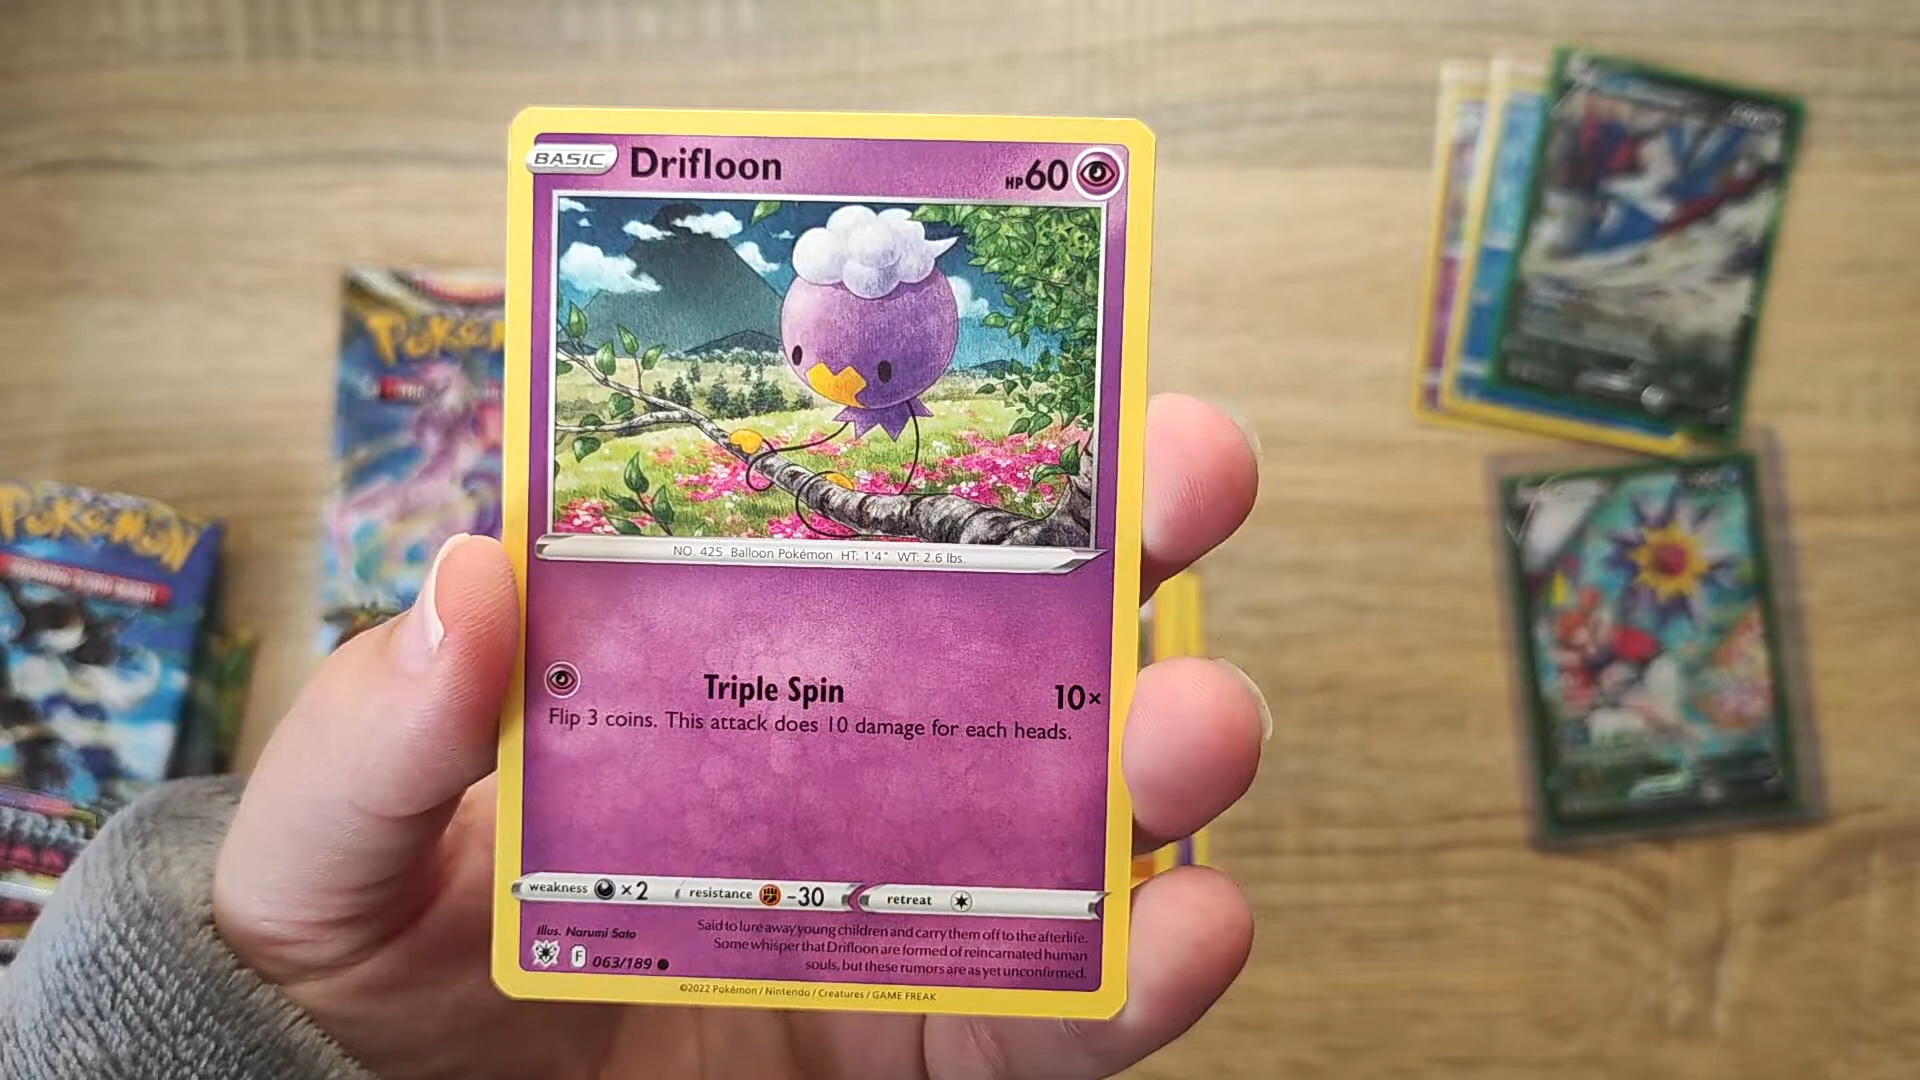 BASIC Drifloon HP60
NO. 425 Balloon Pokémon HT: 1'4" WT: 2.6 lbs.
Triple Spin 10×
Flip 3 coins. This attack does 10 damage for each heads.
weakness ×2 resistance -30 retreat
Illus. Narumi Sato
F 063/189
Said to lure away young children and carry them off to the afterlife.
Some whisper that Drifloon are formed of reincarnated human
souls, but these rumors are as yet unconfirmed.
©2022 Pokémon / Nintendo / Creatures / GAME FREAK
POKéMON